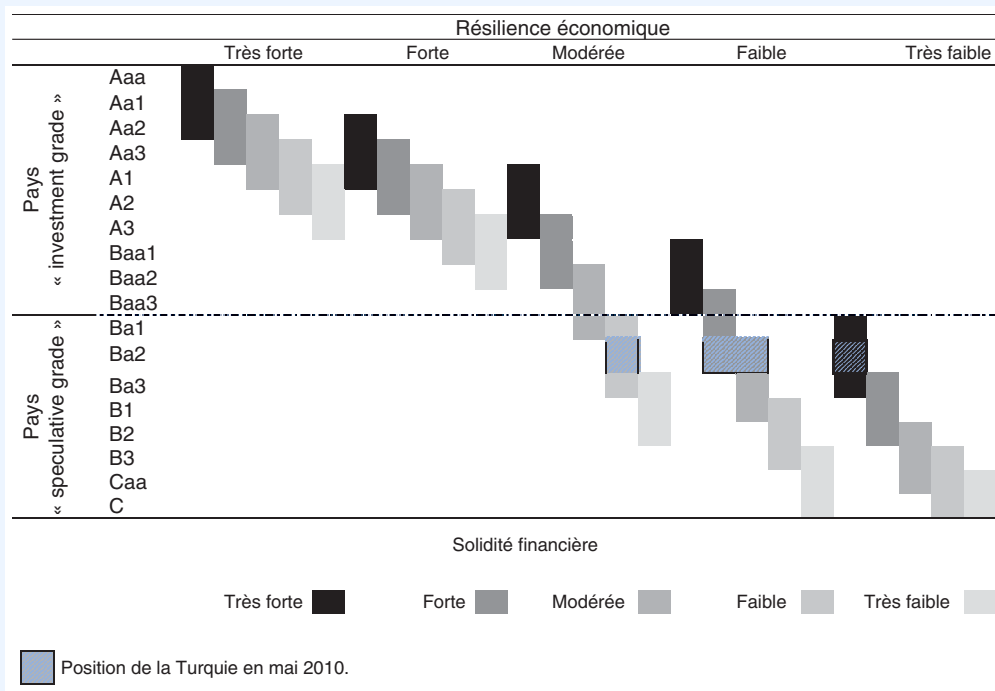 Résilience économique
Très forte Forte Modérée Faible Très faible
Pays
« investment grade »
Aaa
Aa1
Aa2
Aa3
A1
A2
A3
Baa1
Baa2
Baa3
Pays
« speculative grade »
Ba1
Ba2
Ba3
B1
B2
B3
Caa
C
Solidité financière
Très forte Forte Modérée Faible Très faible
Position de la Turquie en mai 2010.